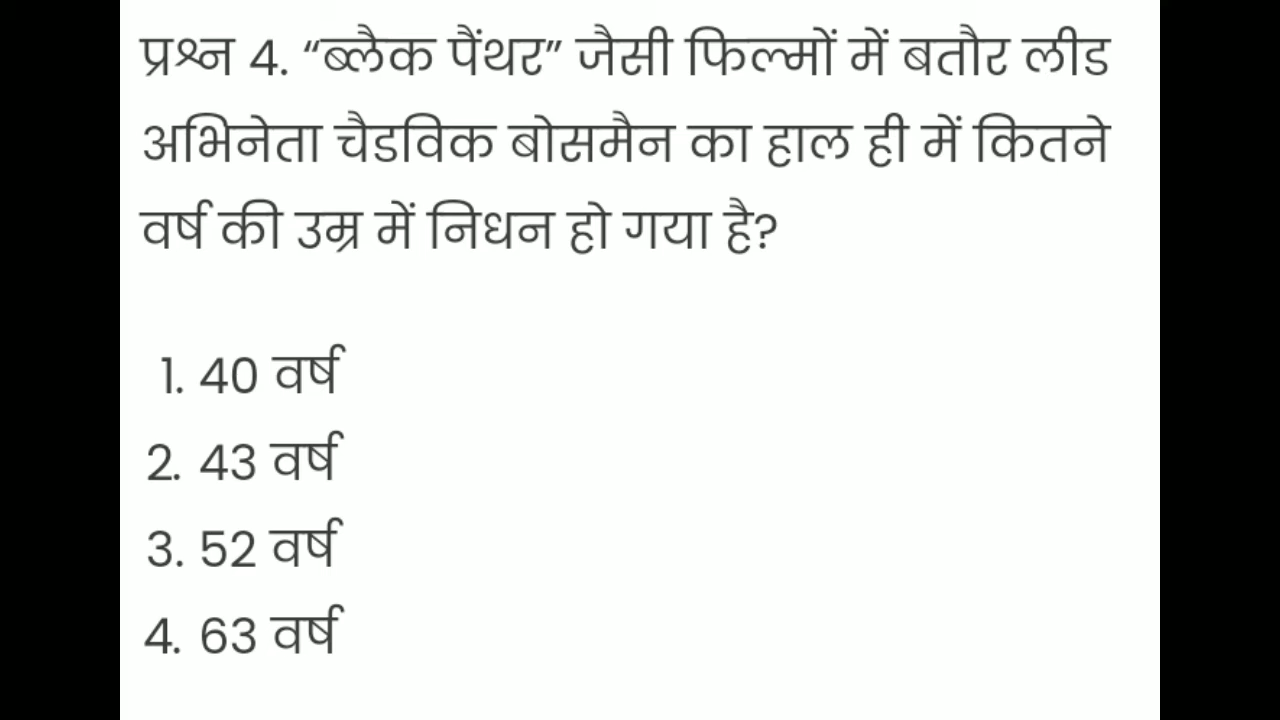 प्रश्न 4. “ब्लैक पैंथर” जैसी फिल्मों में बतौर लीड
अभिनेता चैडविक बोसमैन का हाल ही में कितने
वर्ष की उम्र में निधन हो गया है?
1. 40 वर्ष
2. 43 वर्ष
3. 52 वर्ष
4. 63 वर्ष